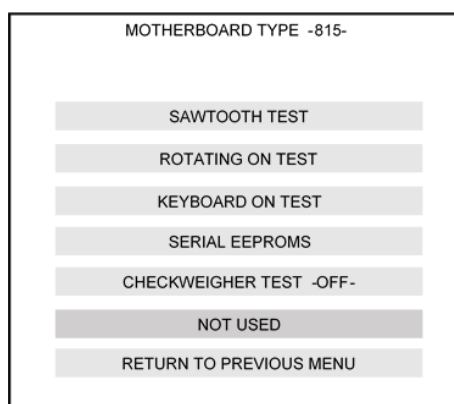 MOTHERBOARD TYPE -815-
SAWTOOTH TEST
ROTATING ON TEST
KEYBOARD ON TEST
SERIAL EEPROMS
CHECKWEIGHER TEST -OFF-
NOT USED
RETURN TO PREVIOUS MENU